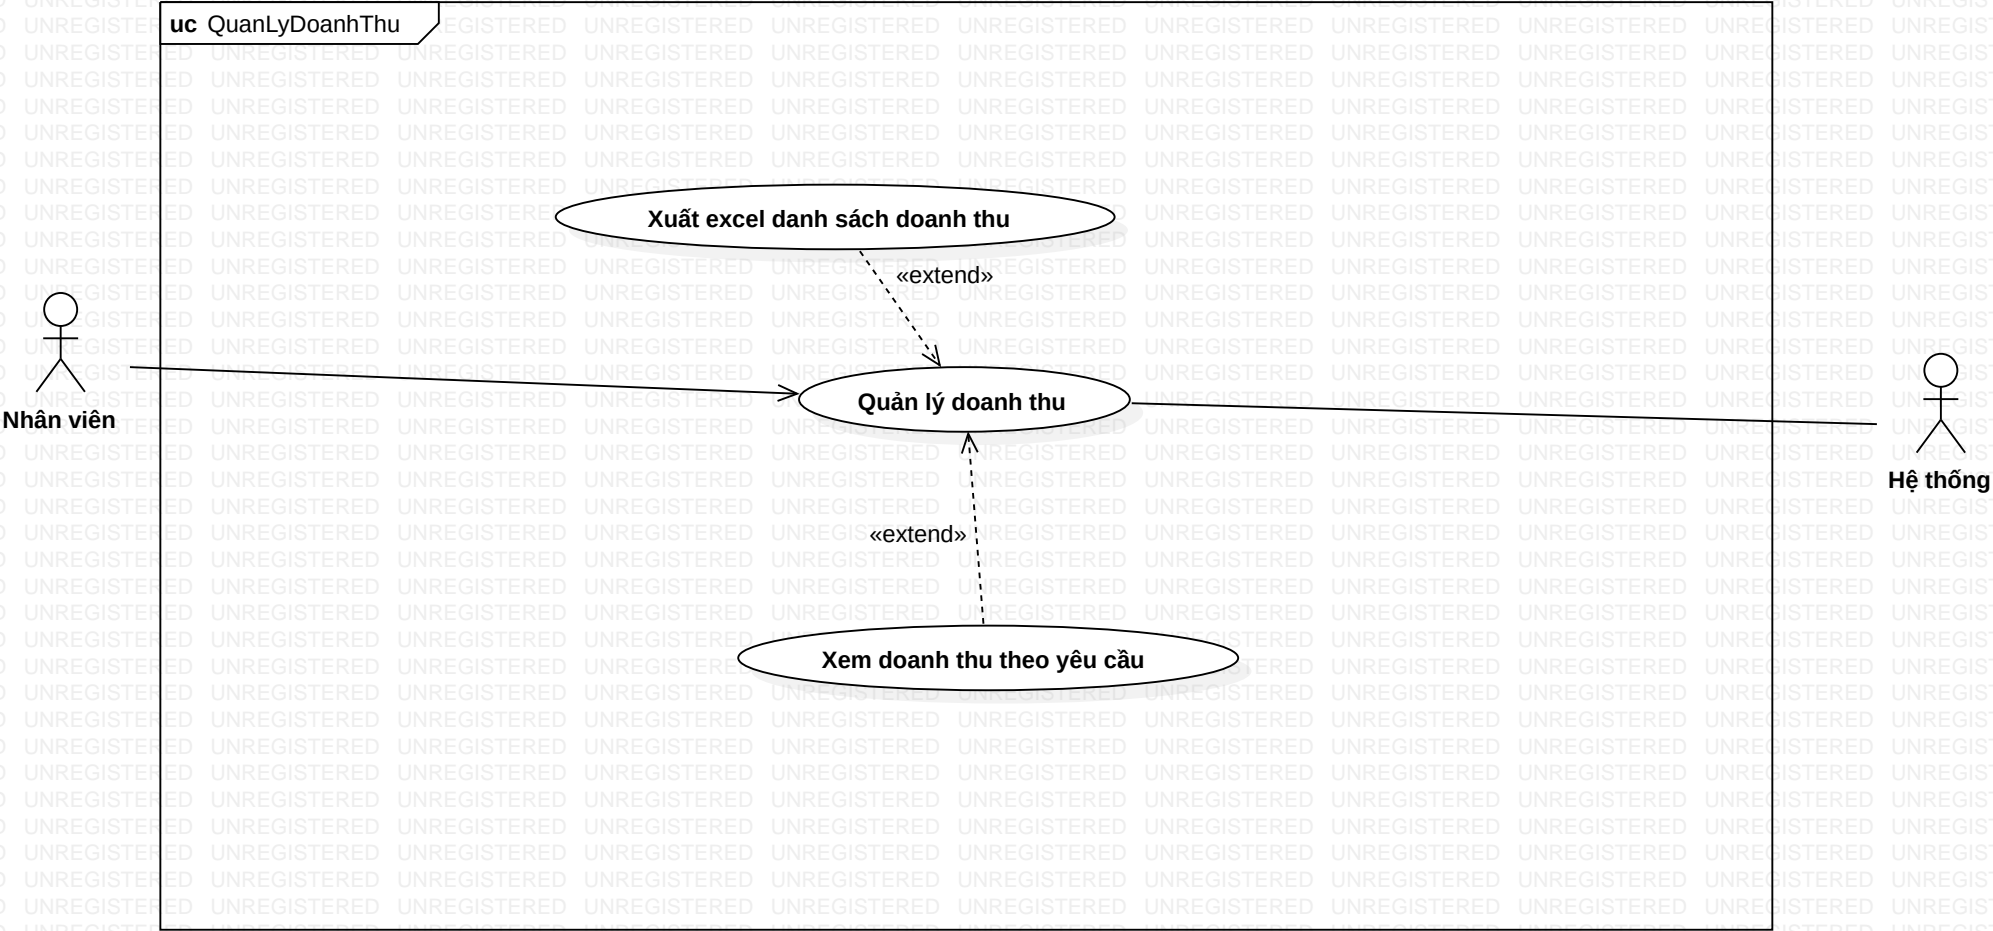 uc QuanLyDoanhThu
Xuất excel danh sách doanh thu
«extend»
Nhân viên
Quản lý doanh thu
Hệ thống
«extend»
Xem doanh thu theo yêu cầu
UNREGISTERED